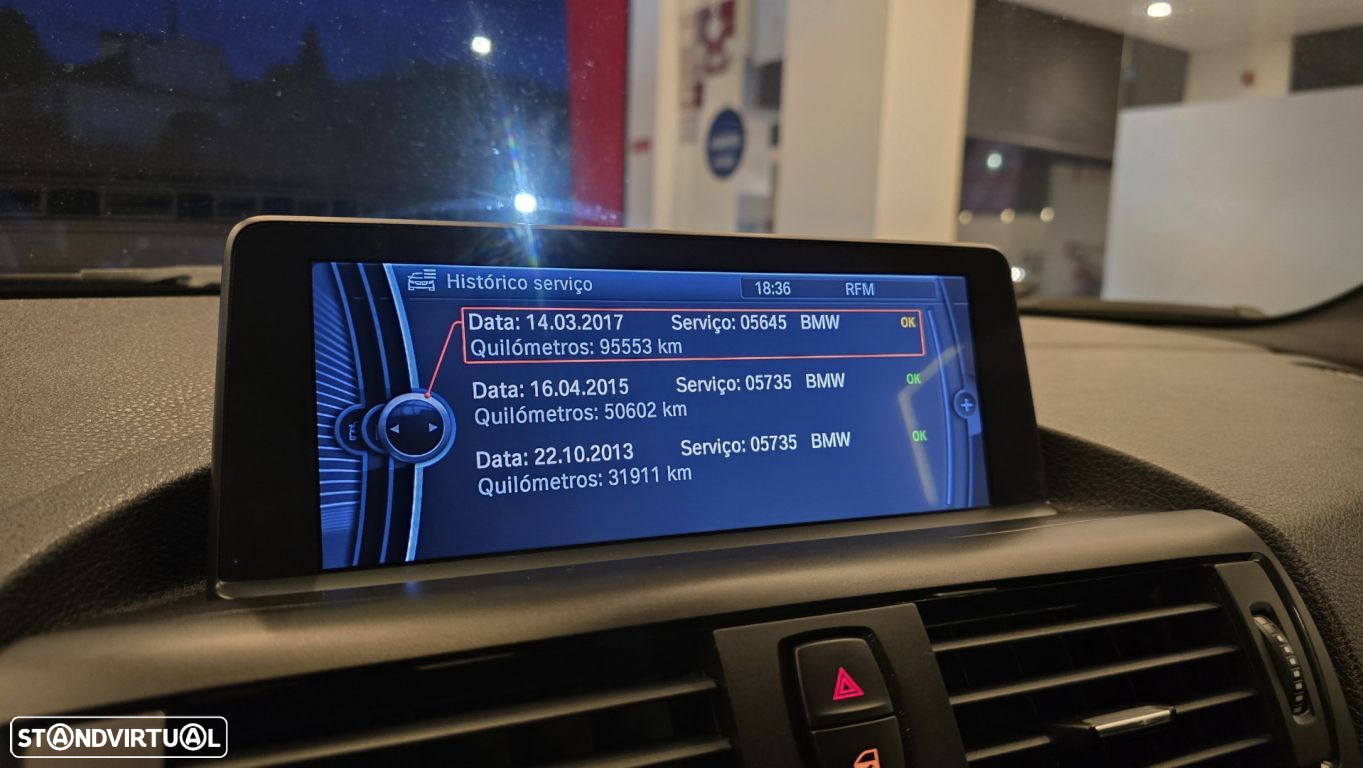 Histórico serviço 18:36 RFM
Data: 14.03.2017 Serviço: 05645 BMW OK
Quilómetros: 95553 km
Data: 16.04.2015 Serviço: 05735 BMW OK
Quilómetros: 50602 km
Data: 22.10.2013 Serviço: 05735 BMW OK
Quilómetros: 31911 km
STANDVIRTUAL